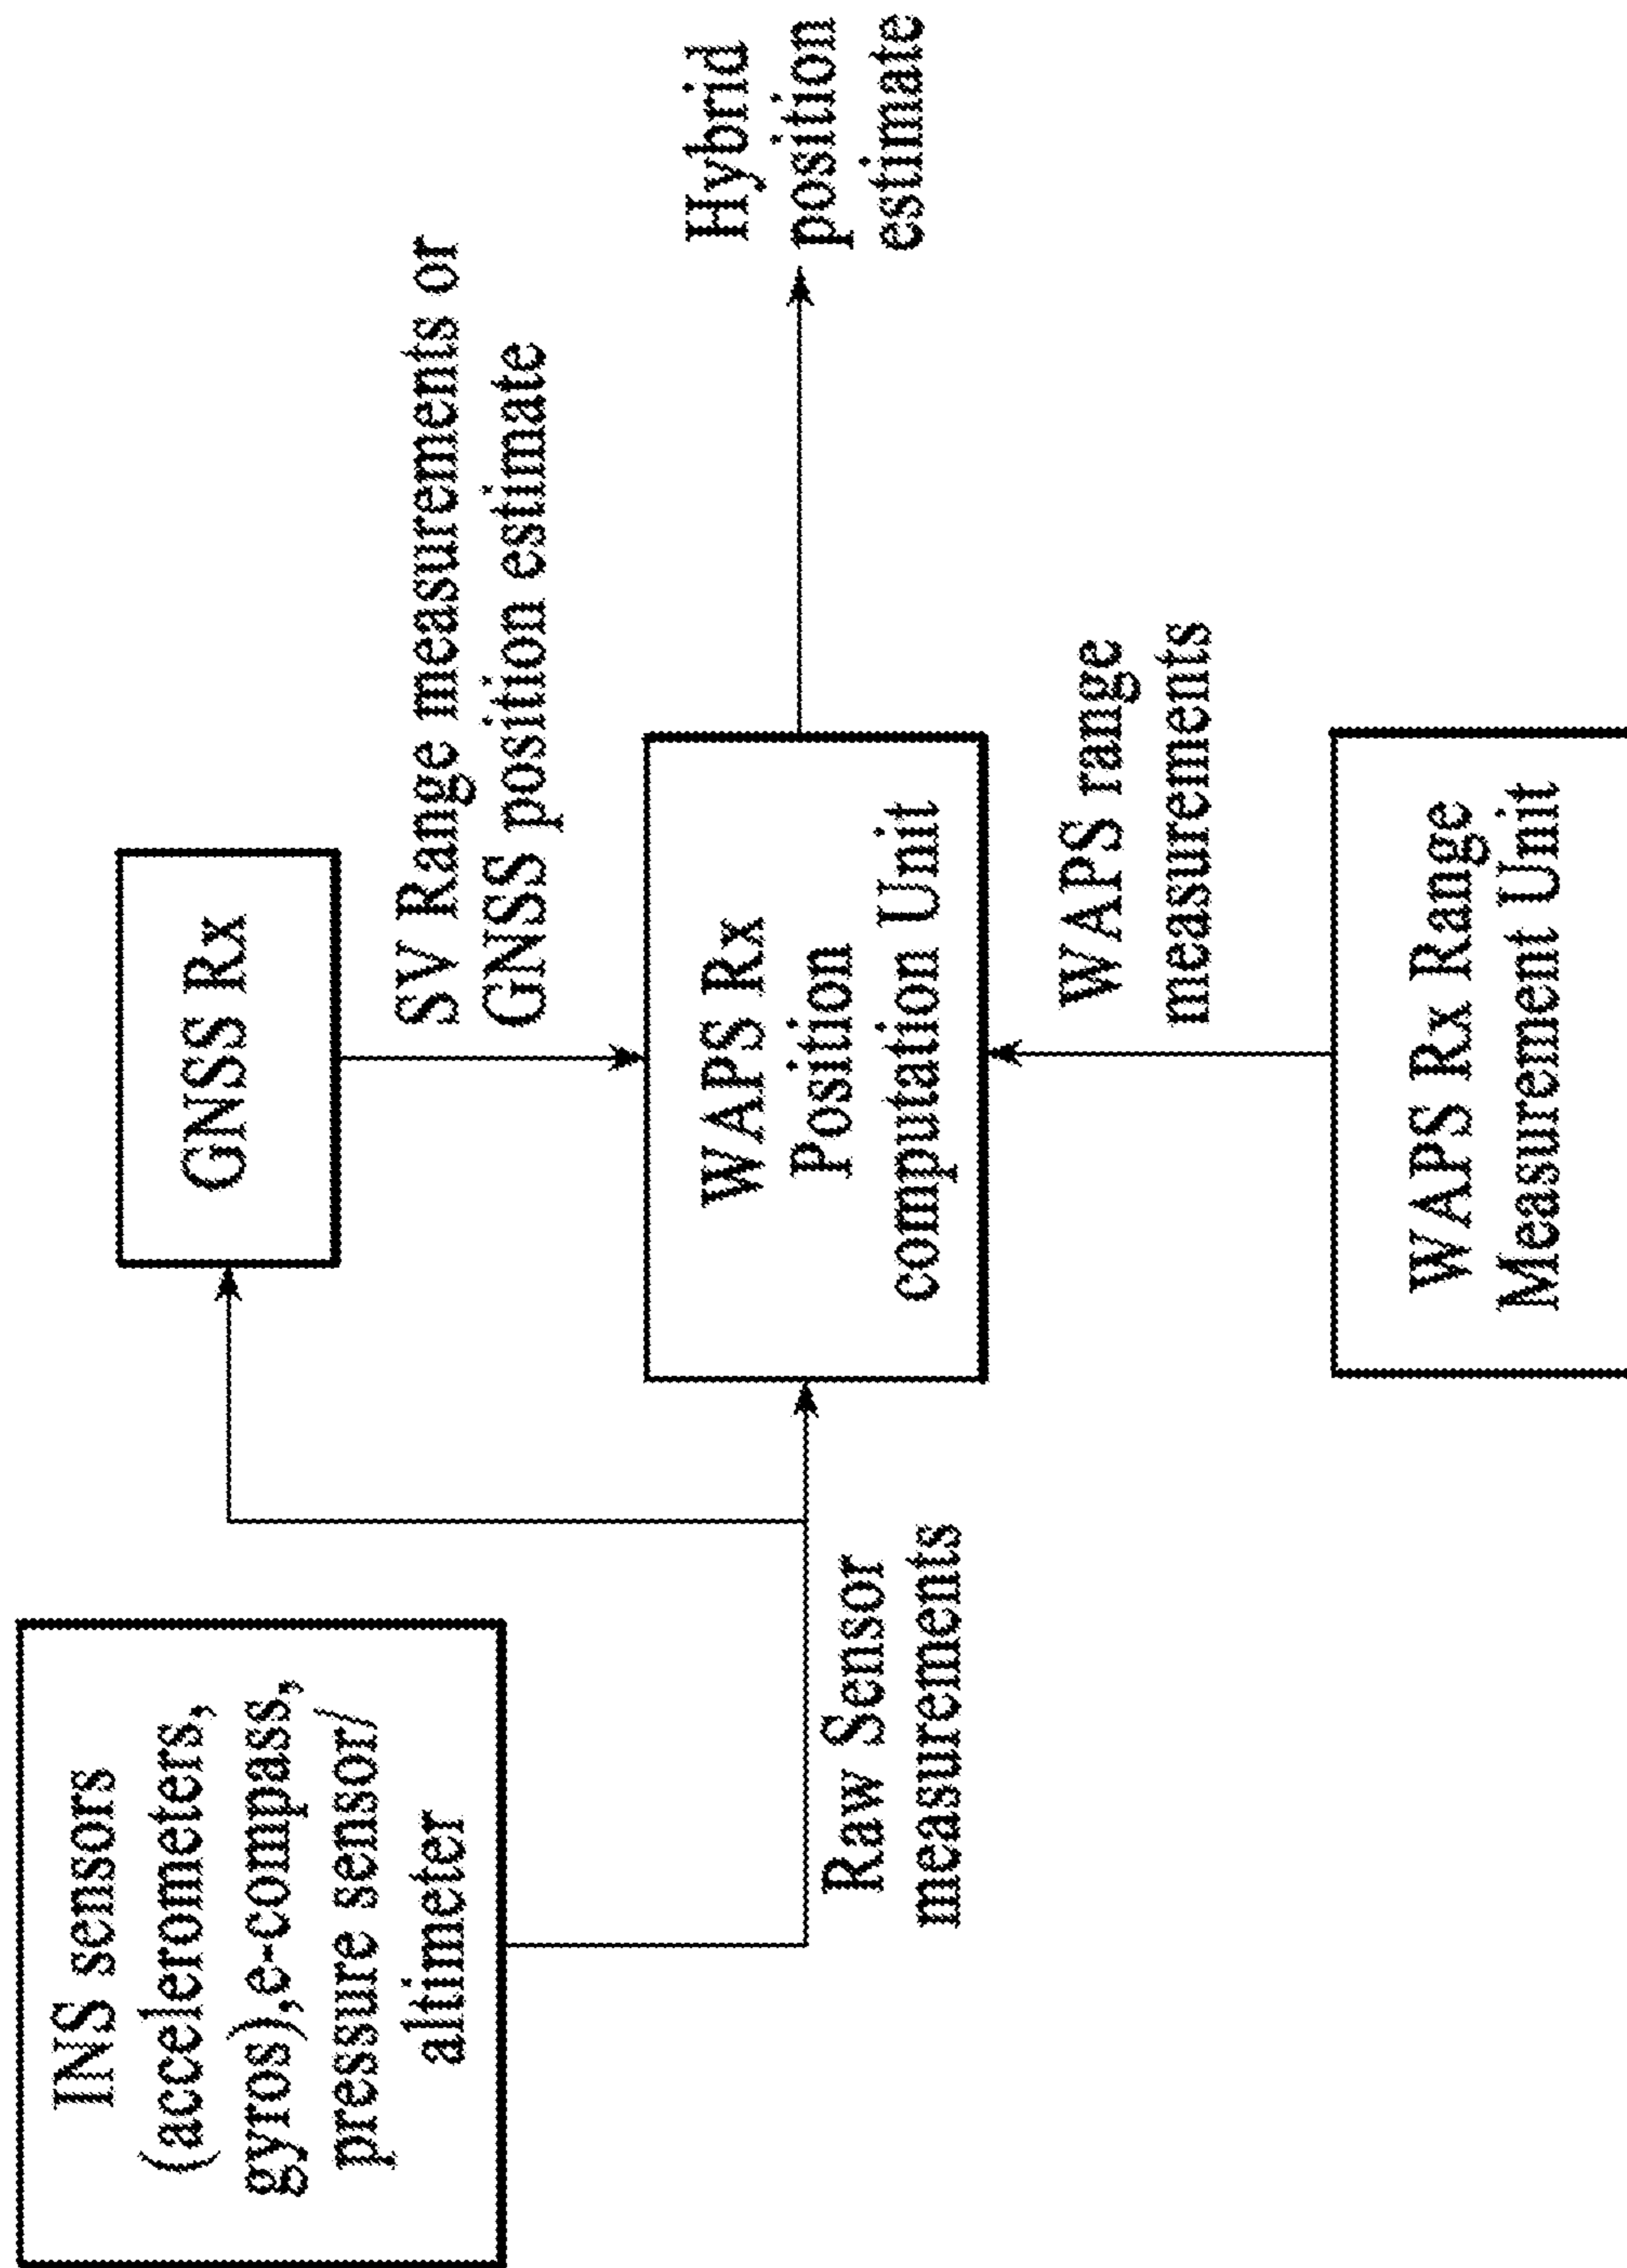 INS sensors
(accelerometers,
gyros),e-compass,
pressure sensor/
altimeter
GNSS Rx
SV Range measurements or
GNSS position estimate
Raw Sensor
measurements
WAPS Rx
Position
computation Unit
Hybrid
position
estimate
WAPS range
measurements
WAPS Rx Range
Measurement Unit